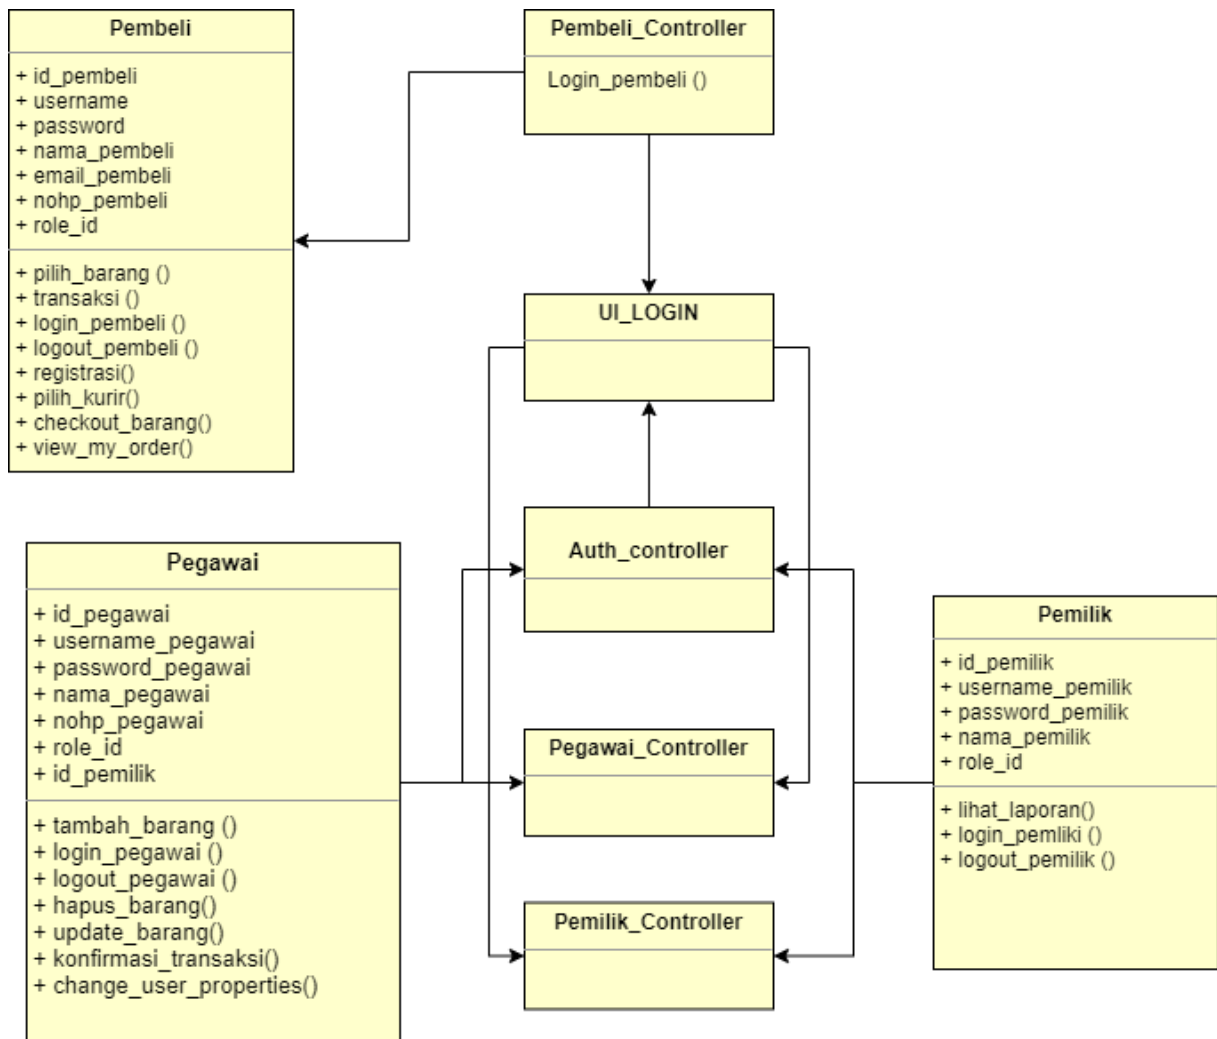 Pembeli
+ id_pembeli
+ username
+ password
+ nama_pembeli
+ email_pembeli
+ nohp_pembeli
+ role_id
+ pilih_barang ()
+ transaksi ()
+ login_pembeli ()
+ logout_pembeli ()
+ registrasi()
+ pilih_kurir()
+ checkout_barang()
+ view_my_order()
Pembeli_Controller
Login_pembeli ()
UI_LOGIN
Auth_controller
Pegawai
+ id_pegawai
+ username_pegawai
+ password_pegawai
+ nama_pegawai
+ nohp_pegawai
+ role_id
+ id_pemilik
+ tambah_barang ()
+ login_pegawai ()
+ logout_pegawai ()
+ hapus_barang()
+ update_barang()
+ konfirmasi_transaksi()
+ change_user_properties()
Pegawai_Controller
Pemilik_Controller
Pemilik
+ id_pemilik
+ username_pemilik
+ password_pemilik
+ nama_pemilik
+ role_id
+ lihat_laporan()
+ login_pemliki ()
+ logout_pemilik ()